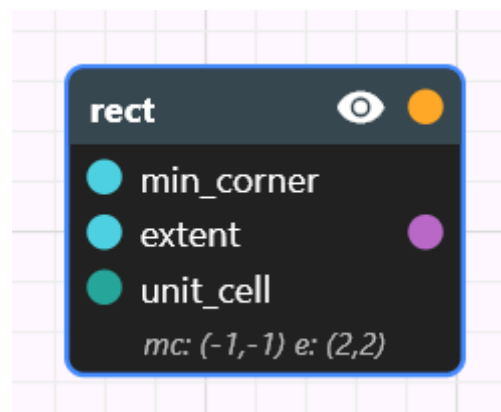 rect
min_corner
extent
unit_cell
mc: (-1,-1) e: (2,2)